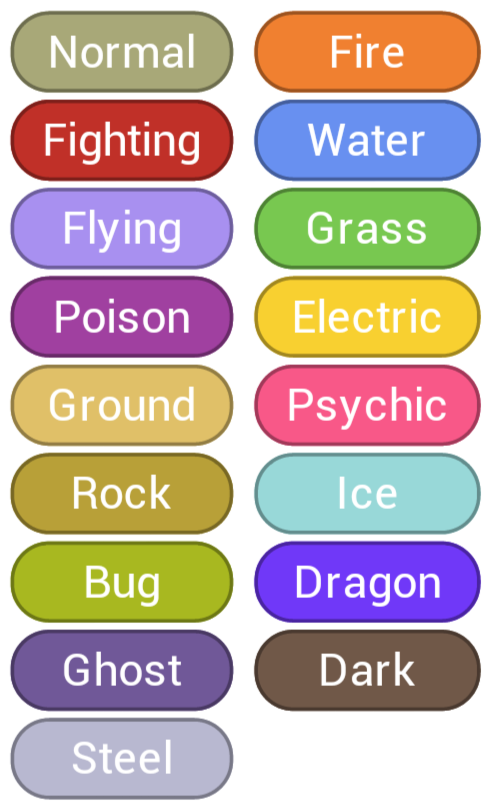 Normal
Fire
Fighting
Water
Flying
Grass
Poison
Electric
Ground
Psychic
Rock
Ice
Bug
Dragon
Ghost
Dark
Steel